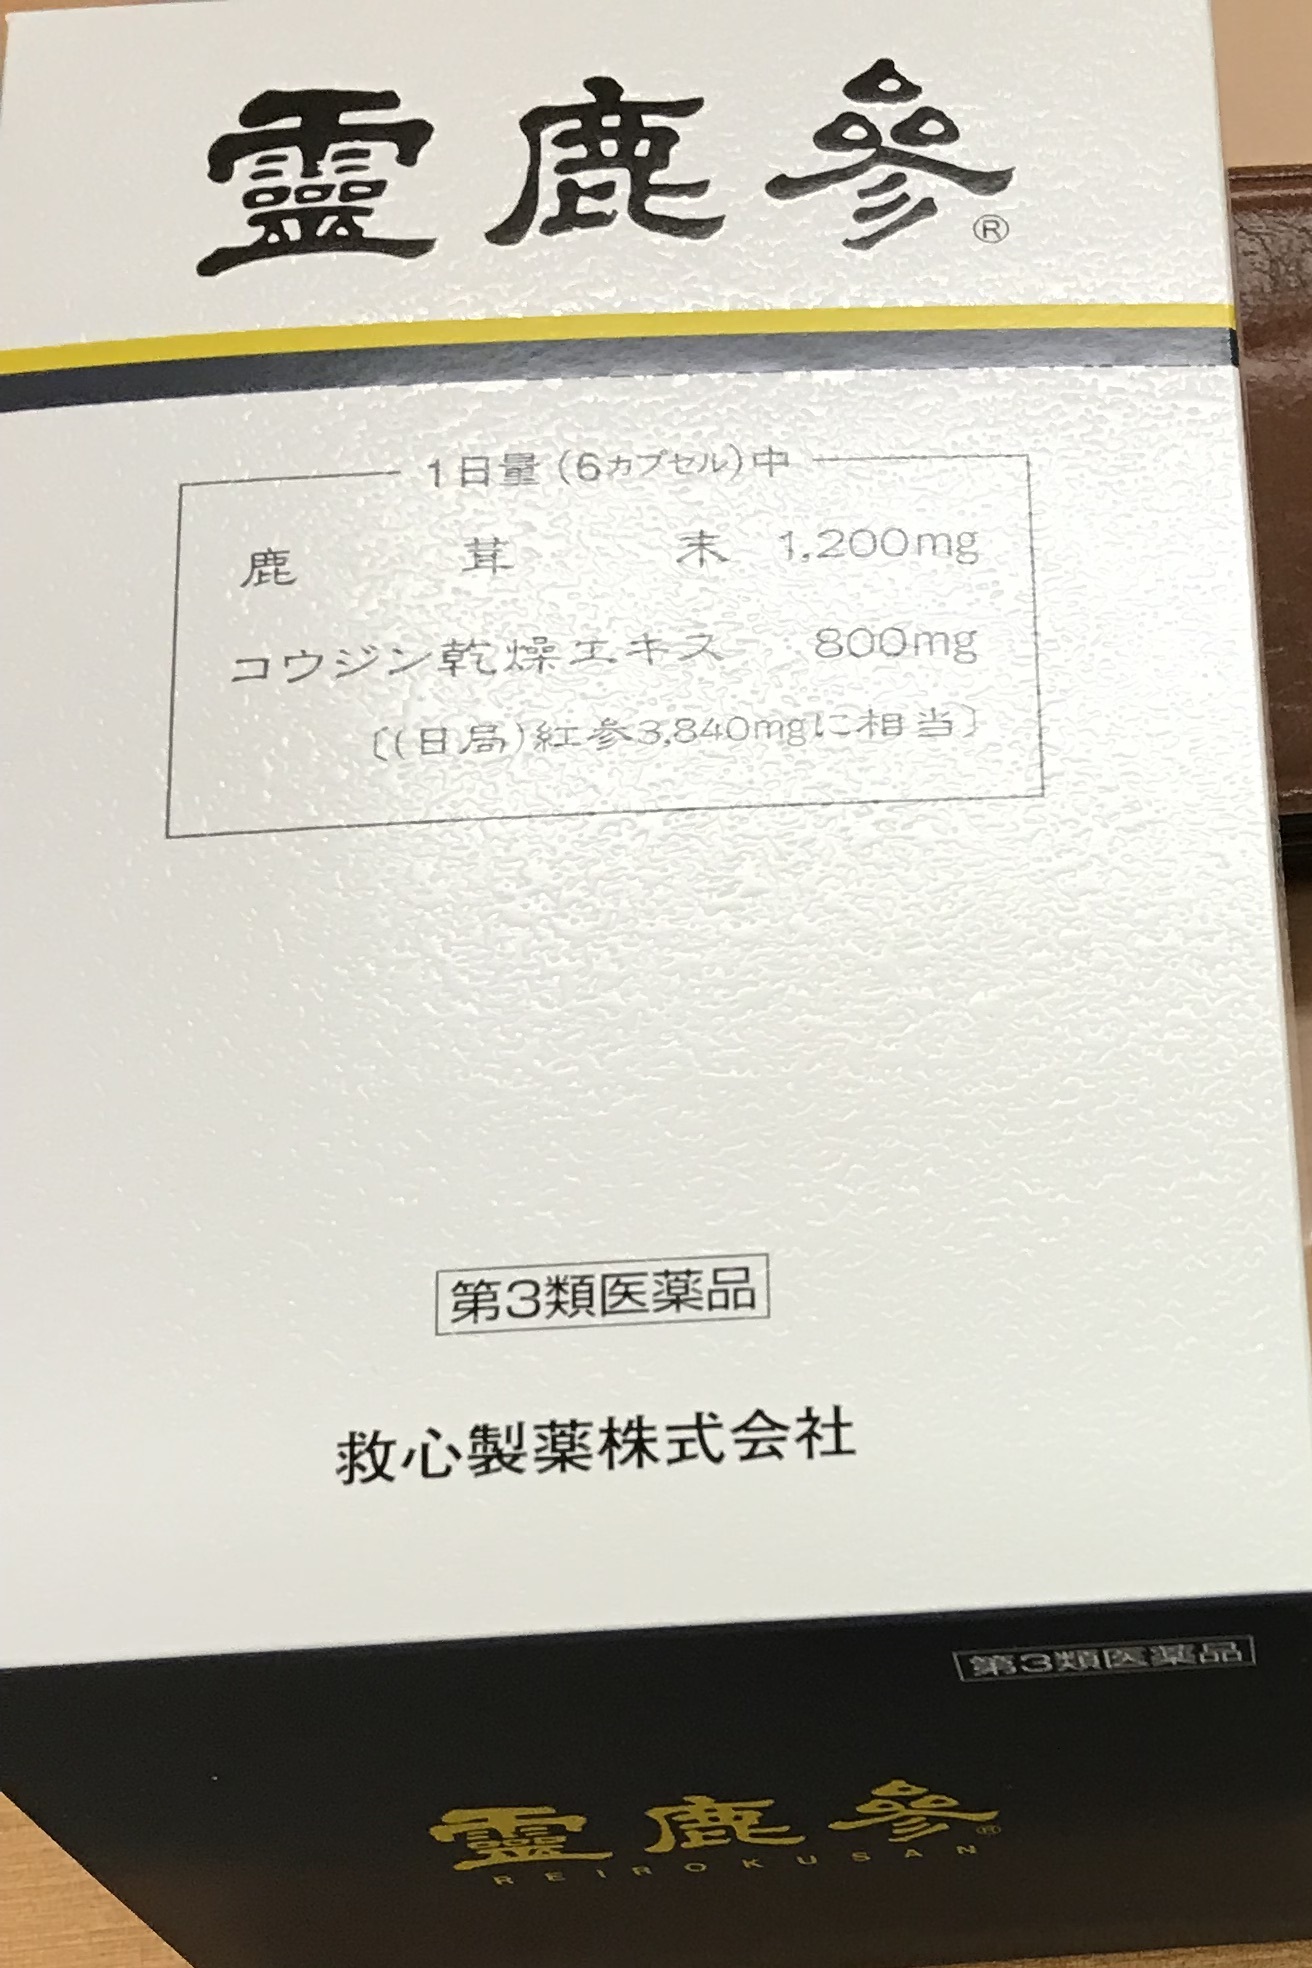 靈鹿參®
1日量(6カプセル)中
鹿茸末 1,200mg
コウジン乾燥エキス 800mg
〔(日局)紅参3,840mgに相当〕
第3類医薬品
救心製薬株式会社
第3類医薬品
靈鹿參®
REIROKUSAN